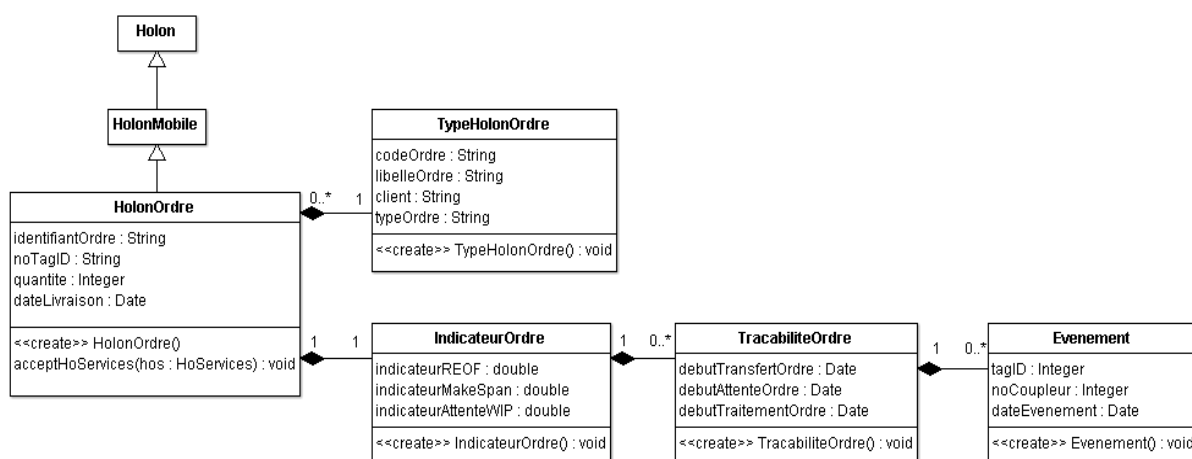 Holon
HolonMobile
HolonOrdre
identifiantOrdre : String
noTagID : String
quantite : Integer
dateLivraison : Date
<<create>> HolonOrdre()
acceptHoServices(hos : HoServices) : void
0..* 1
TypeHolonOrdre
codeOrdre : String
libelleOrdre : String
client : String
typeOrdre : String
<<create>> TypeHolonOrdre() : void
1 1
IndicateurOrdre
indicateurREOF : double
indicateurMakeSpan : double
indicateurAttenteWIP : double
<<create>> IndicateurOrdre() : void
1 0..*
TracabiliteOrdre
debutTransfertOrdre : Date
debutAttenteOrdre : Date
debutTraitementOrdre : Date
<<create>> TracabiliteOrdre() : void
1 0..*
Evenement
tagID : Integer
noCoupleur : Integer
dateEvenement : Date
<<create>> Evenement() : void